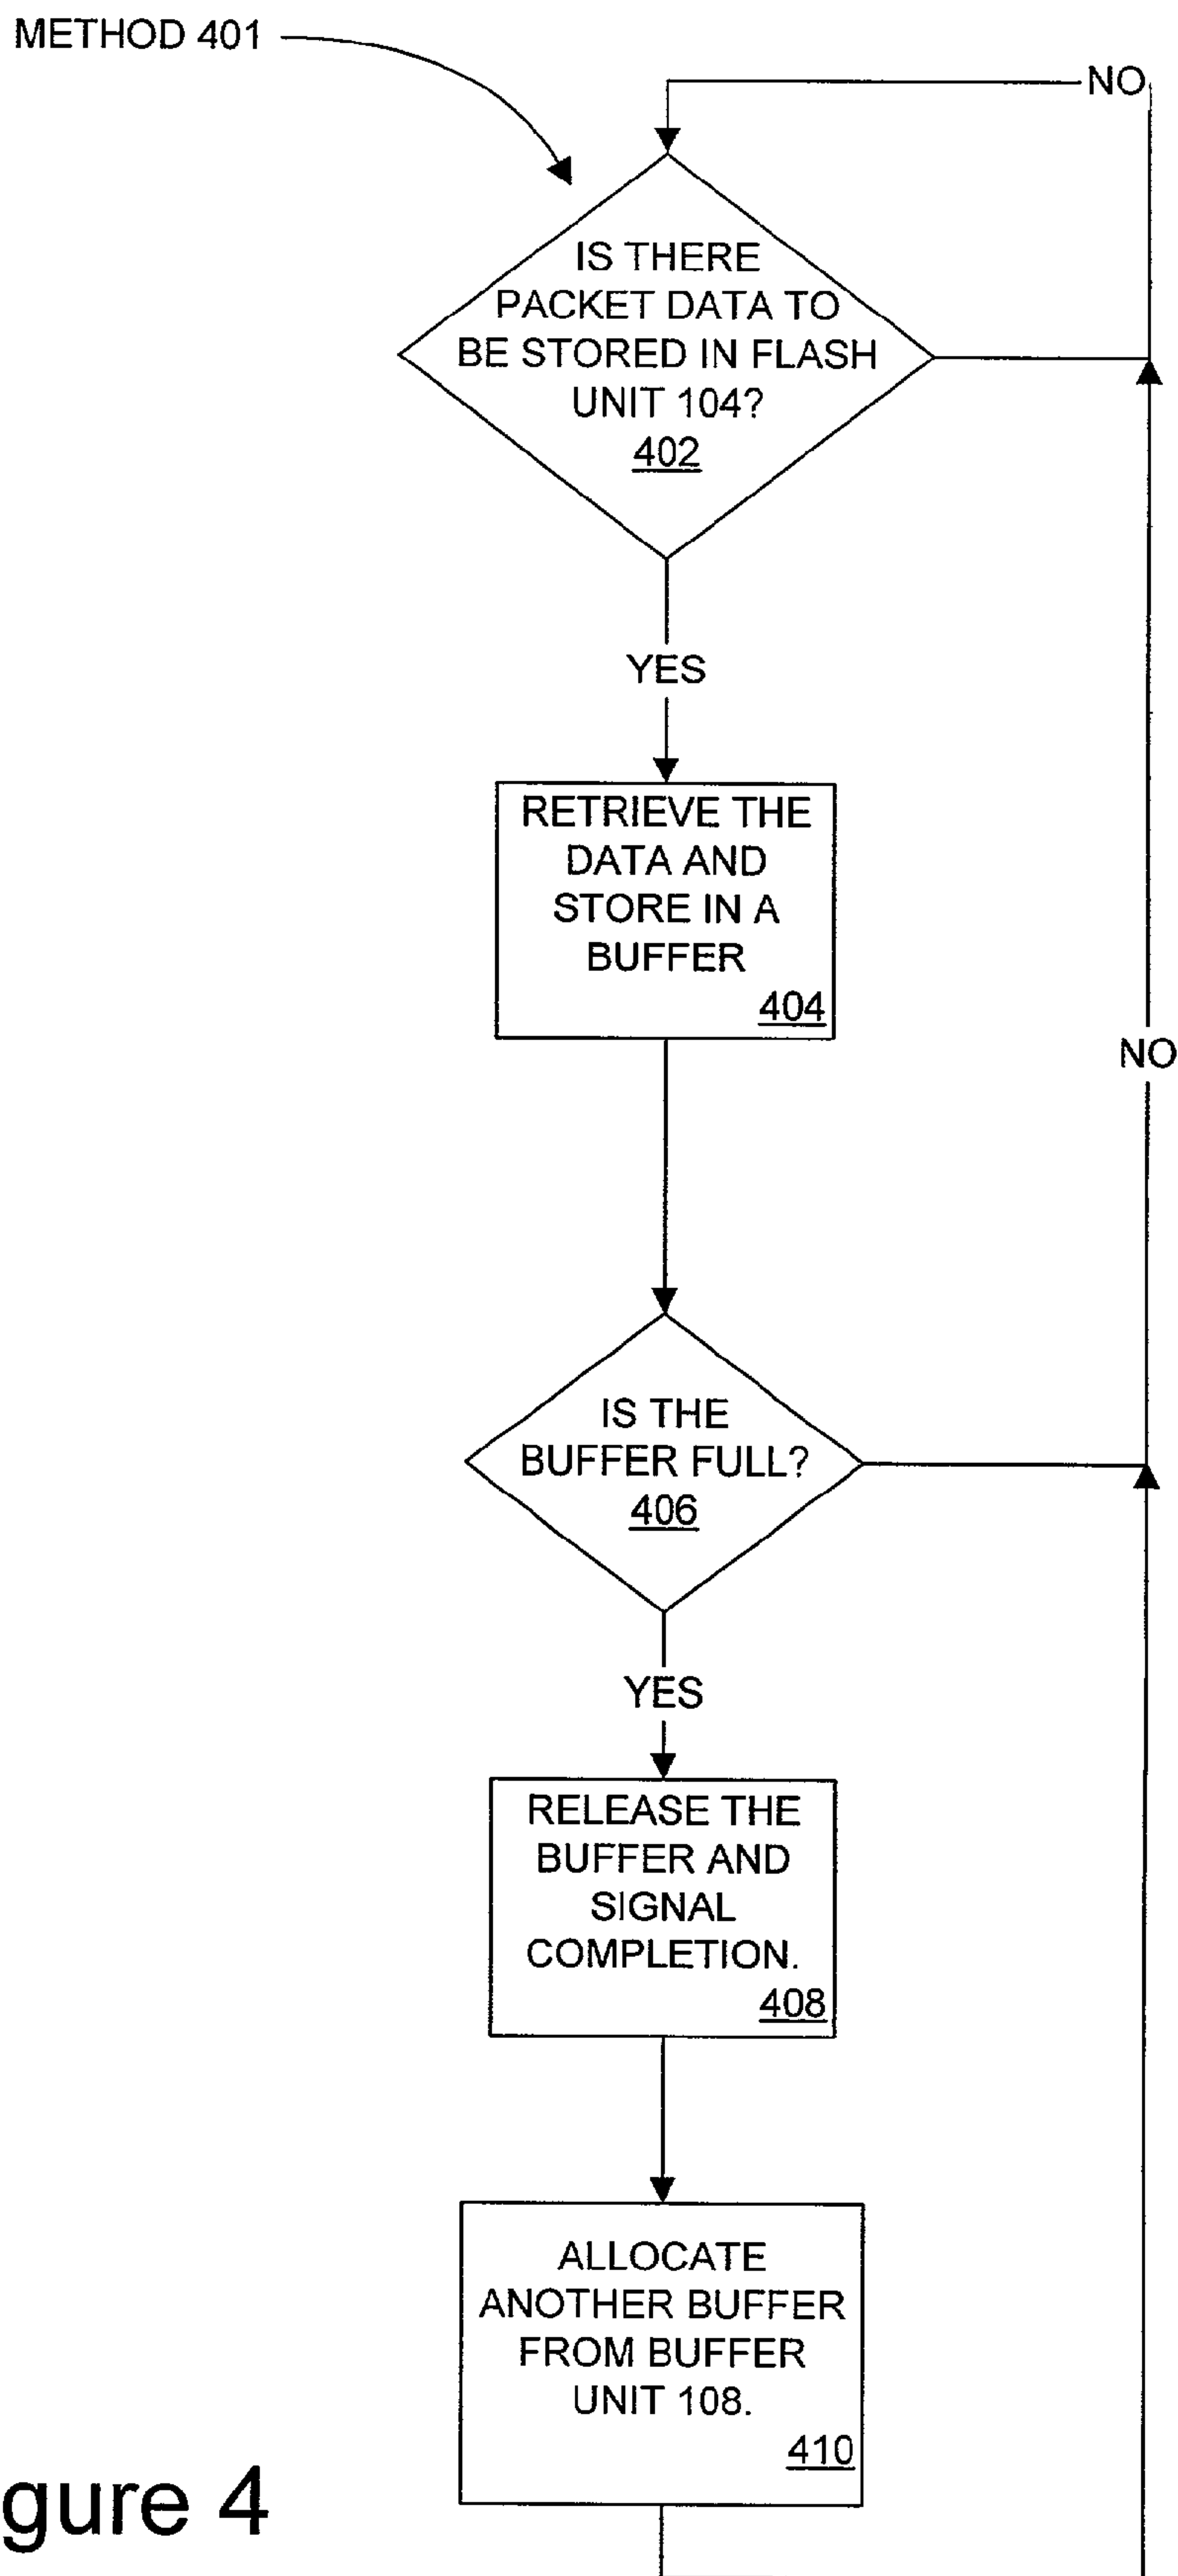 METHOD 401
NO
IS THERE
PACKET DATA TO
BE STORED IN FLASH
UNIT 104?
402
YES
RETRIEVE THE
DATA AND
STORE IN A
BUFFER
404
NO
IS THE
BUFFER FULL?
406
YES
RELEASE THE
BUFFER AND
SIGNAL
COMPLETION.
408
ALLOCATE
ANOTHER BUFFER
FROM BUFFER
UNIT 108.
410
gure 4